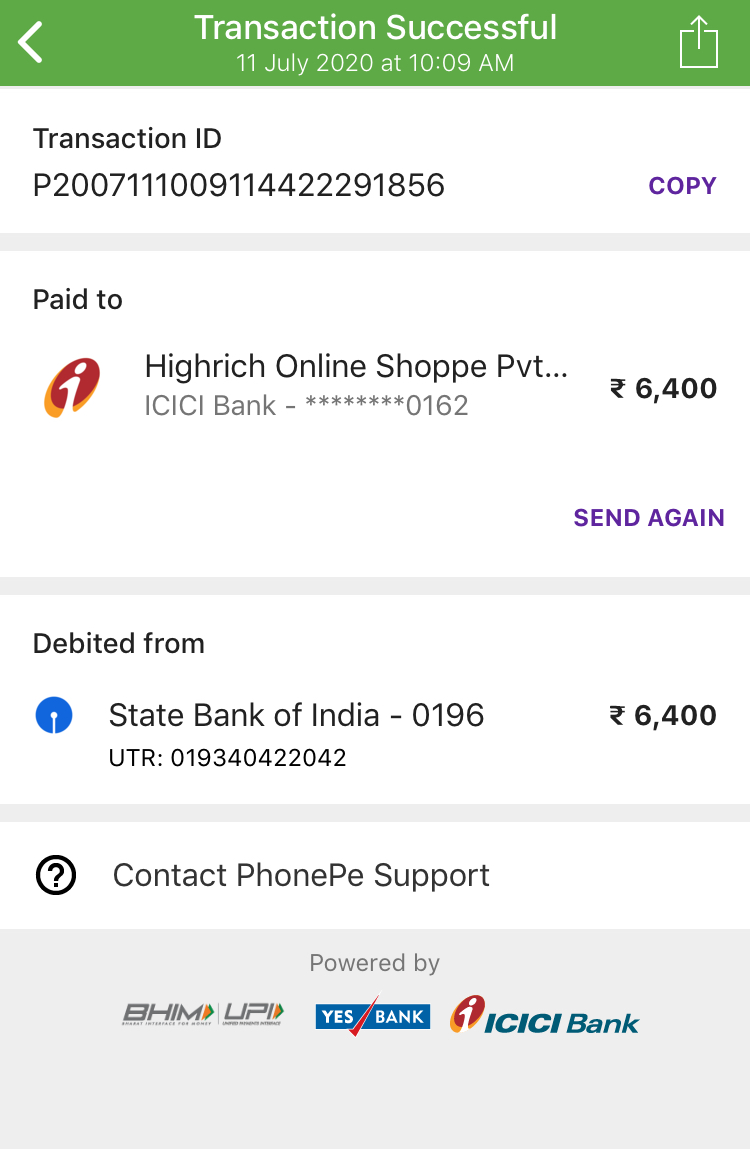 Transaction Successful
11 July 2020 at 10:09 AM
Transaction ID
P2007111009114422291856
COPY
Paid to
Highrich Online Shoppe Pvt...
ICICI Bank - ********0162
₹ 6,400
SEND AGAIN
Debited from
State Bank of India - 0196
₹ 6,400
UTR: 019340422042
Contact PhonePe Support
Powered by
BHIM UPI YES BANK ICICI Bank
BHARAT INTERFACE FOR MONEY UNIFIED PAYMENTS INTERFACE